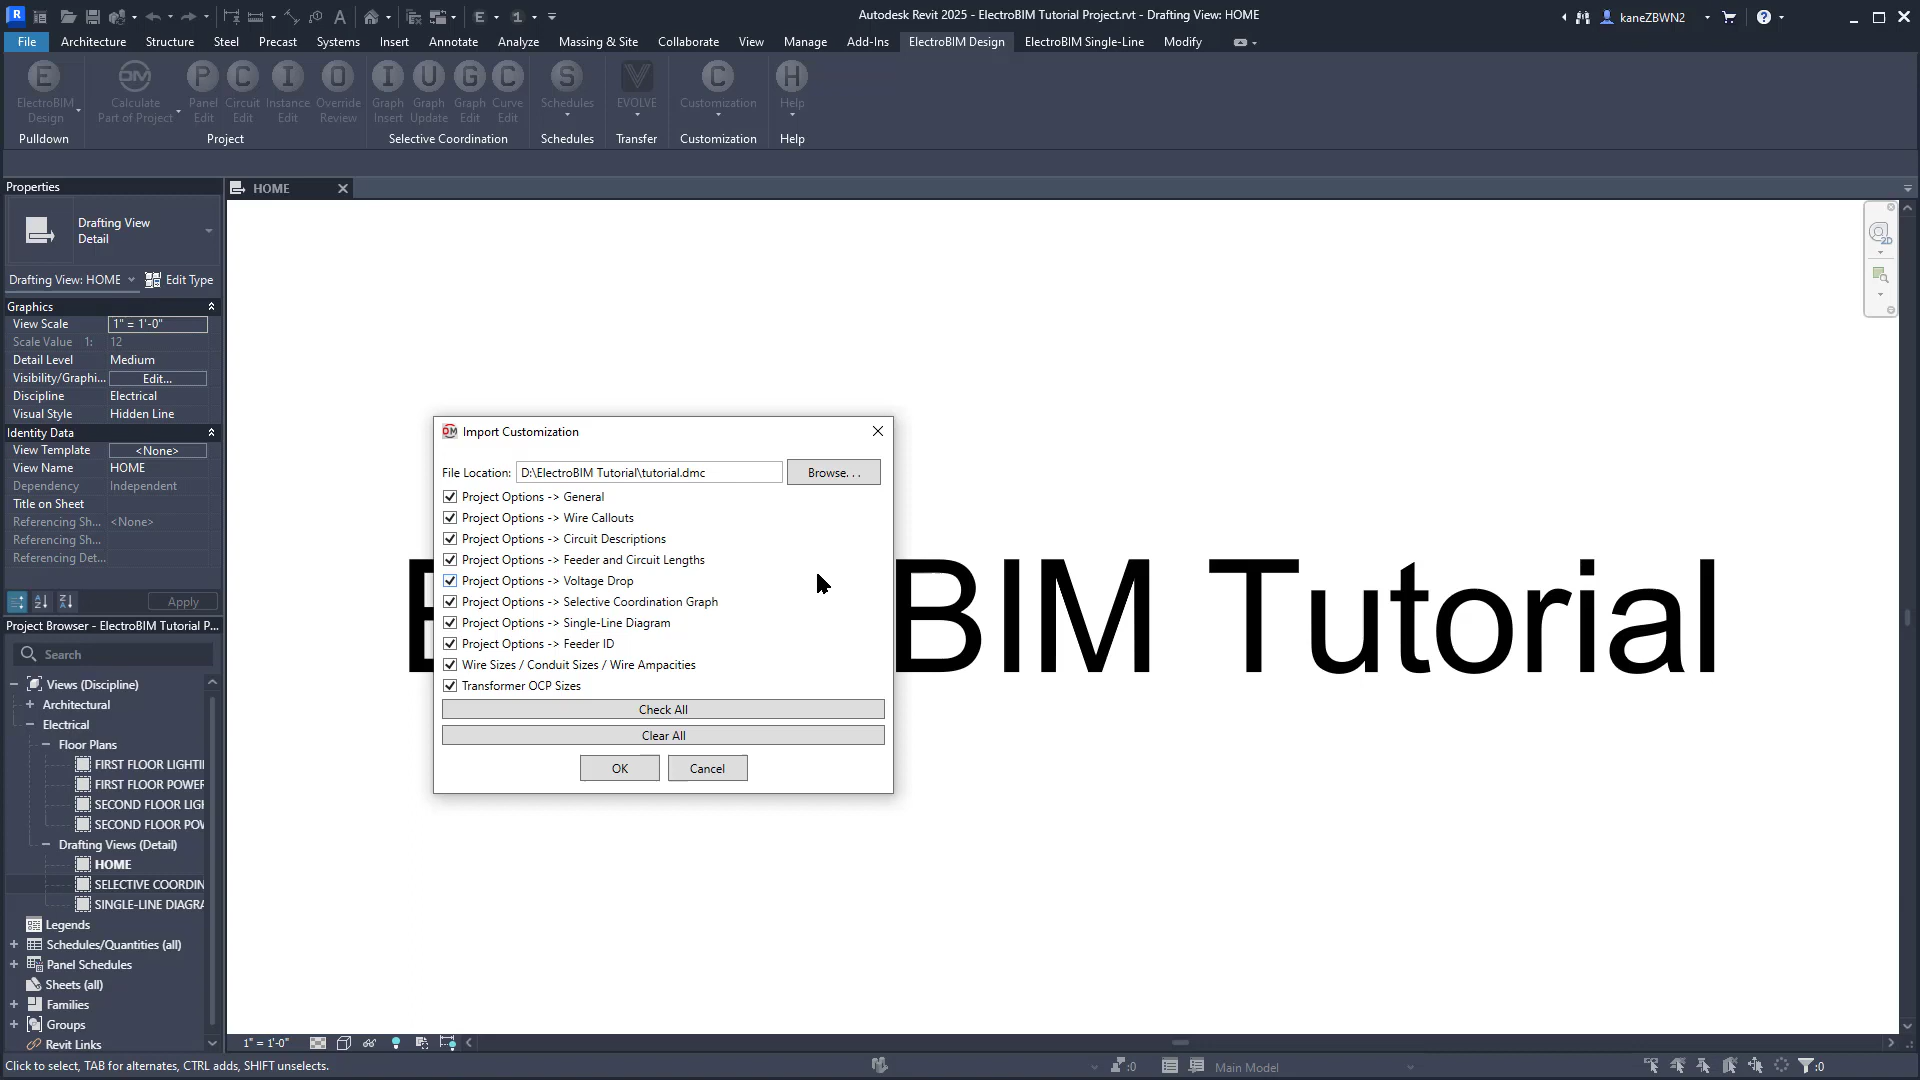 Autodesk Revit 2025 - ElectroBIM Tutorial Project.rvt - Drafting View: HOME
kaneZBWN2
File Architecture Structure Steel Precast Systems Insert Annotate Analyze Massing & Site Collaborate View Manage Add-Ins ElectroBIM Design ElectroBIM Single-Line Modify
ElectroBIM Design
Calculate Part of Project
Panel Edit
Circuit Edit
Instance Edit
Override Review
Graph Insert
Graph Update
Graph Edit
Curve Edit
Schedules
EVOLVE
Customization
Help
Pulldown Project Selective Coordination Schedules Transfer Customization Help
Properties
HOME
Drafting View
Detail
Drafting View: HOME Edit Type
Graphics
View Scale 1" = 1'-0"
Scale Value 1: 12
Detail Level Medium
Visibility/Graphi... Edit...
Discipline Electrical
Visual Style Hidden Line
Identity Data
View Template <None>
View Name HOME
Dependency Independent
Title on Sheet
Referencing Sh... <None>
Referencing Sh...
Referencing Det...
Apply
Project Browser - ElectroBIM Tutorial P...
Search
Views (Discipline)
Architectural
Electrical
Floor Plans
FIRST FLOOR LIGHTI
FIRST FLOOR POWER
SECOND FLOOR LIGH
SECOND FLOOR POV
Drafting Views (Detail)
HOME
SELECTIVE COORDIN
SINGLE-LINE DIAGRA
Legends
Schedules/Quantities (all)
Panel Schedules
Sheets (all)
Families
Groups
Revit Links
Import Customization
File Location: D:\ElectroBIM Tutorial\tutorial.dmc Browse. . .
Project Options -> General
Project Options -> Wire Callouts
Project Options -> Circuit Descriptions
Project Options -> Feeder and Circuit Lengths
Project Options -> Voltage Drop
Project Options -> Selective Coordination Graph
Project Options -> Single-Line Diagram
Project Options -> Feeder ID
Wire Sizes / Conduit Sizes / Wire Ampacities
Transformer OCP Sizes
Check All
Clear All
OK Cancel
BIM Tutorial
1" = 1'-0"
Click to select, TAB for alternates, CTRL adds, SHIFT unselects.
:0
Main Model
:0